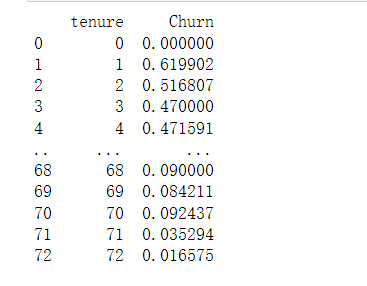 tenure Churn
0 0 0.000000
1 1 0.619902
2 2 0.516807
3 3 0.470000
4 4 0.471591
.. ... ...
68 68 0.090000
69 69 0.084211
70 70 0.092437
71 71 0.035294
72 72 0.016575